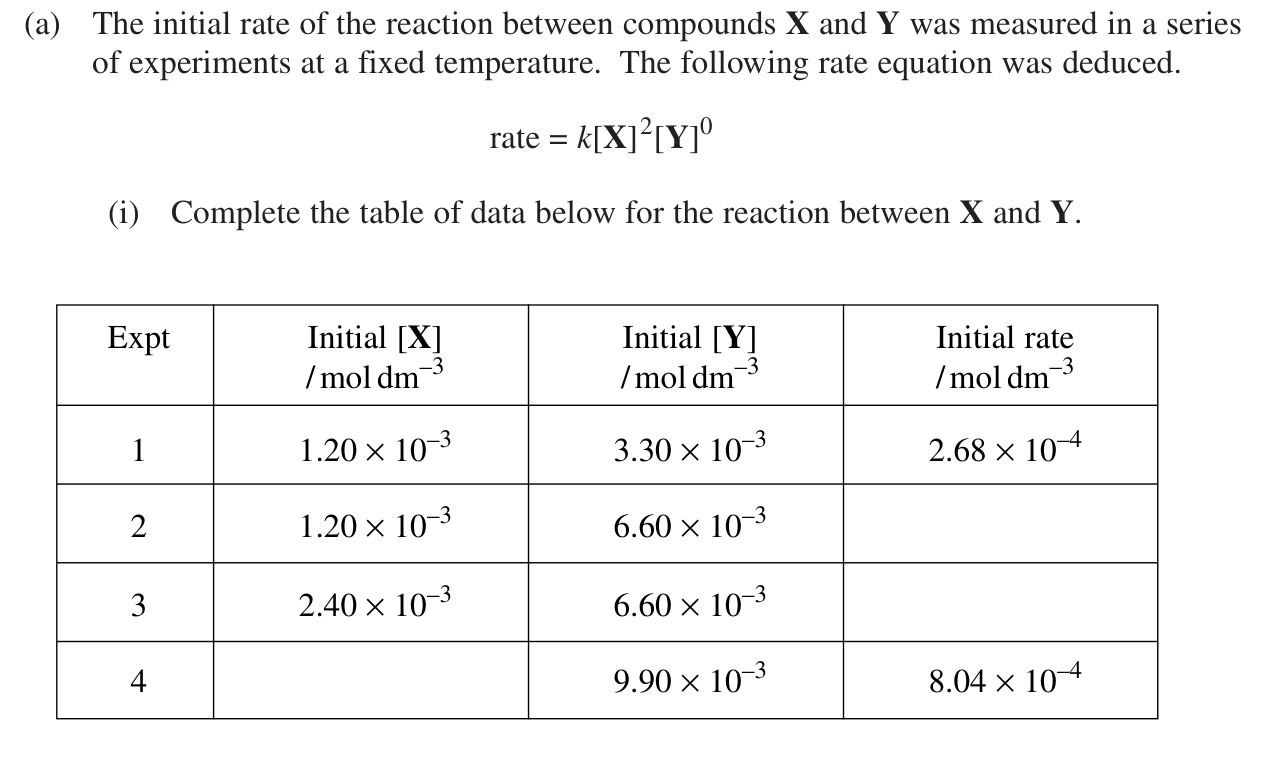 (a) The initial rate of the reaction between compounds X and Y was measured in a series
of experiments at a fixed temperature. The following rate equation was deduced.
rate = k[X]²[Y]⁰
(i) Complete the table of data below for the reaction between X and Y.
Expt Initial [X] Initial [Y] Initial rate
/ mol dm⁻³ / mol dm⁻³ / mol dm⁻³
1 1.20 × 10⁻³ 3.30 × 10⁻³ 2.68 × 10⁻⁴
2 1.20 × 10⁻³ 6.60 × 10⁻³
3 2.40 × 10⁻³ 6.60 × 10⁻³
4 9.90 × 10⁻³ 8.04 × 10⁻⁴